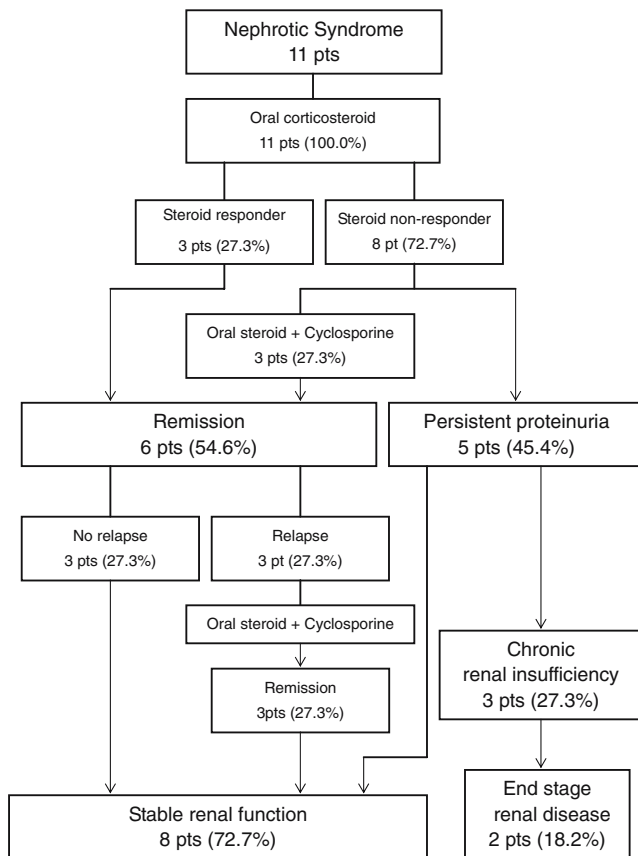 Nephrotic Syndrome
11 pts
Oral corticosteroid
11 pts (100.0%)
Steroid responder
3 pts (27.3%)
Steroid non-responder
8 pt (72.7%)
Oral steroid + Cyclosporine
3 pts (27.3%)
Remission
6 pts (54.6%)
Persistent proteinuria
5 pts (45.4%)
No relapse
3 pts (27.3%)
Relapse
3 pt (27.3%)
Oral steroid + Cyclosporine
Remission
3pts (27.3%)
Chronic
renal insufficiency
3 pts (27.3%)
Stable renal function
8 pts (72.7%)
End stage
renal disease
2 pts (18.2%)